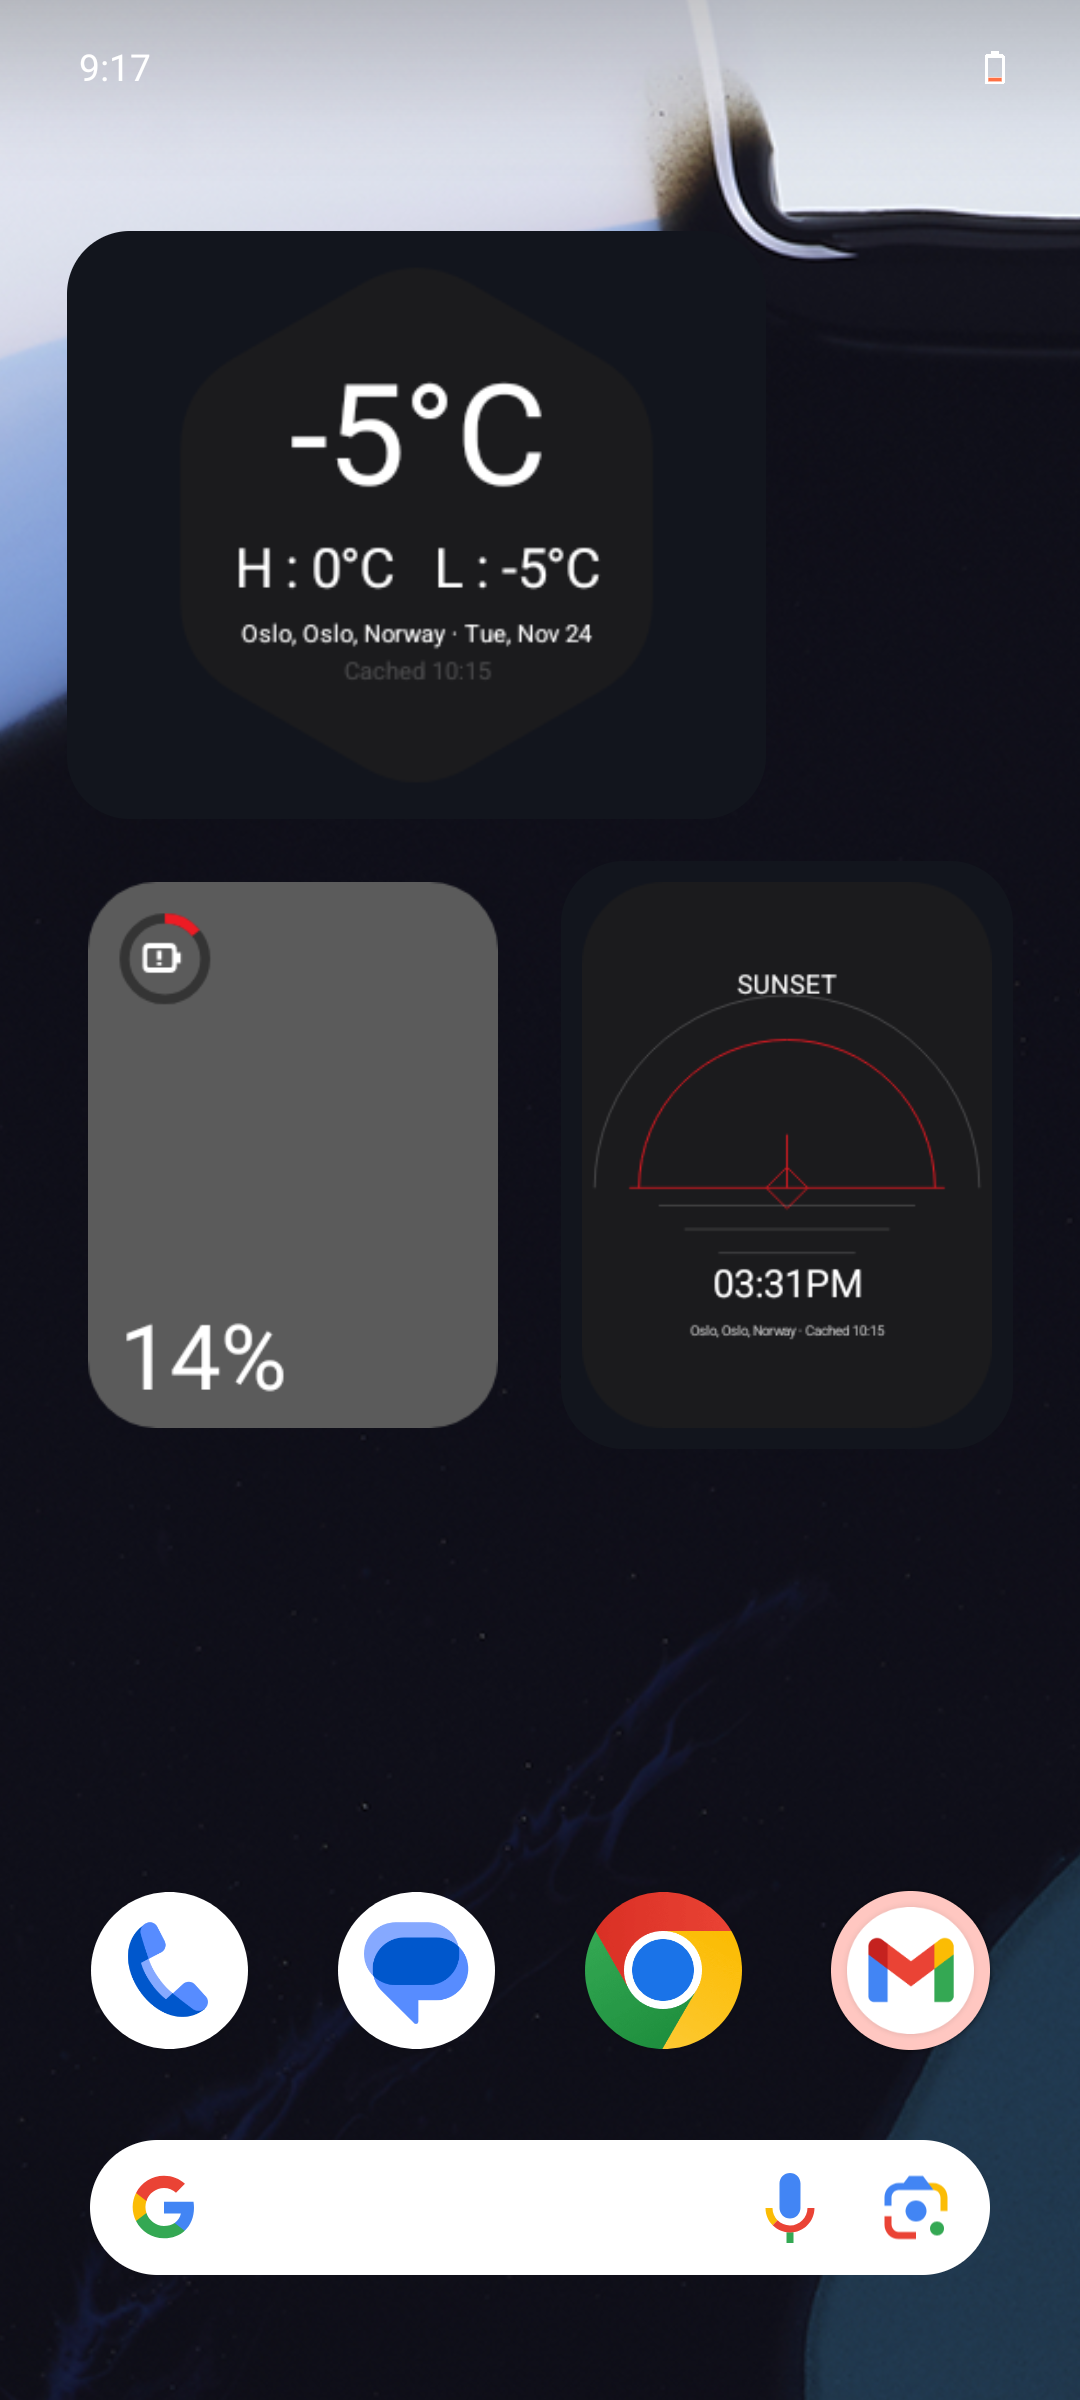 9:17
-5°C
H : 0°C L : -5°C
Oslo, Oslo, Norway · Tue, Nov 24
Cached 10:15
14%
SUNSET
03:31PM
Oslo, Oslo, Norway · Cached 10:15